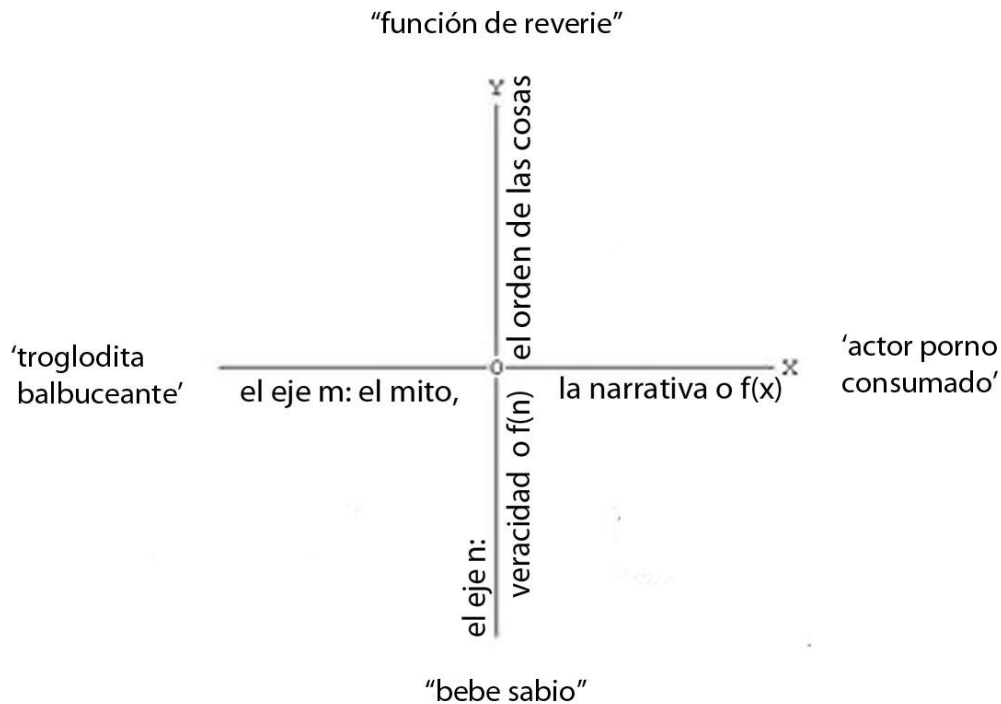 “función de reverie”
Y
el orden de las cosas
‘troglodita
balbuceante’
O
X
‘actor porno
consumado’
el eje m: el mito,
la narrativa o f(x)
el eje n:
veracidad o f(n)
“bebe sabio”